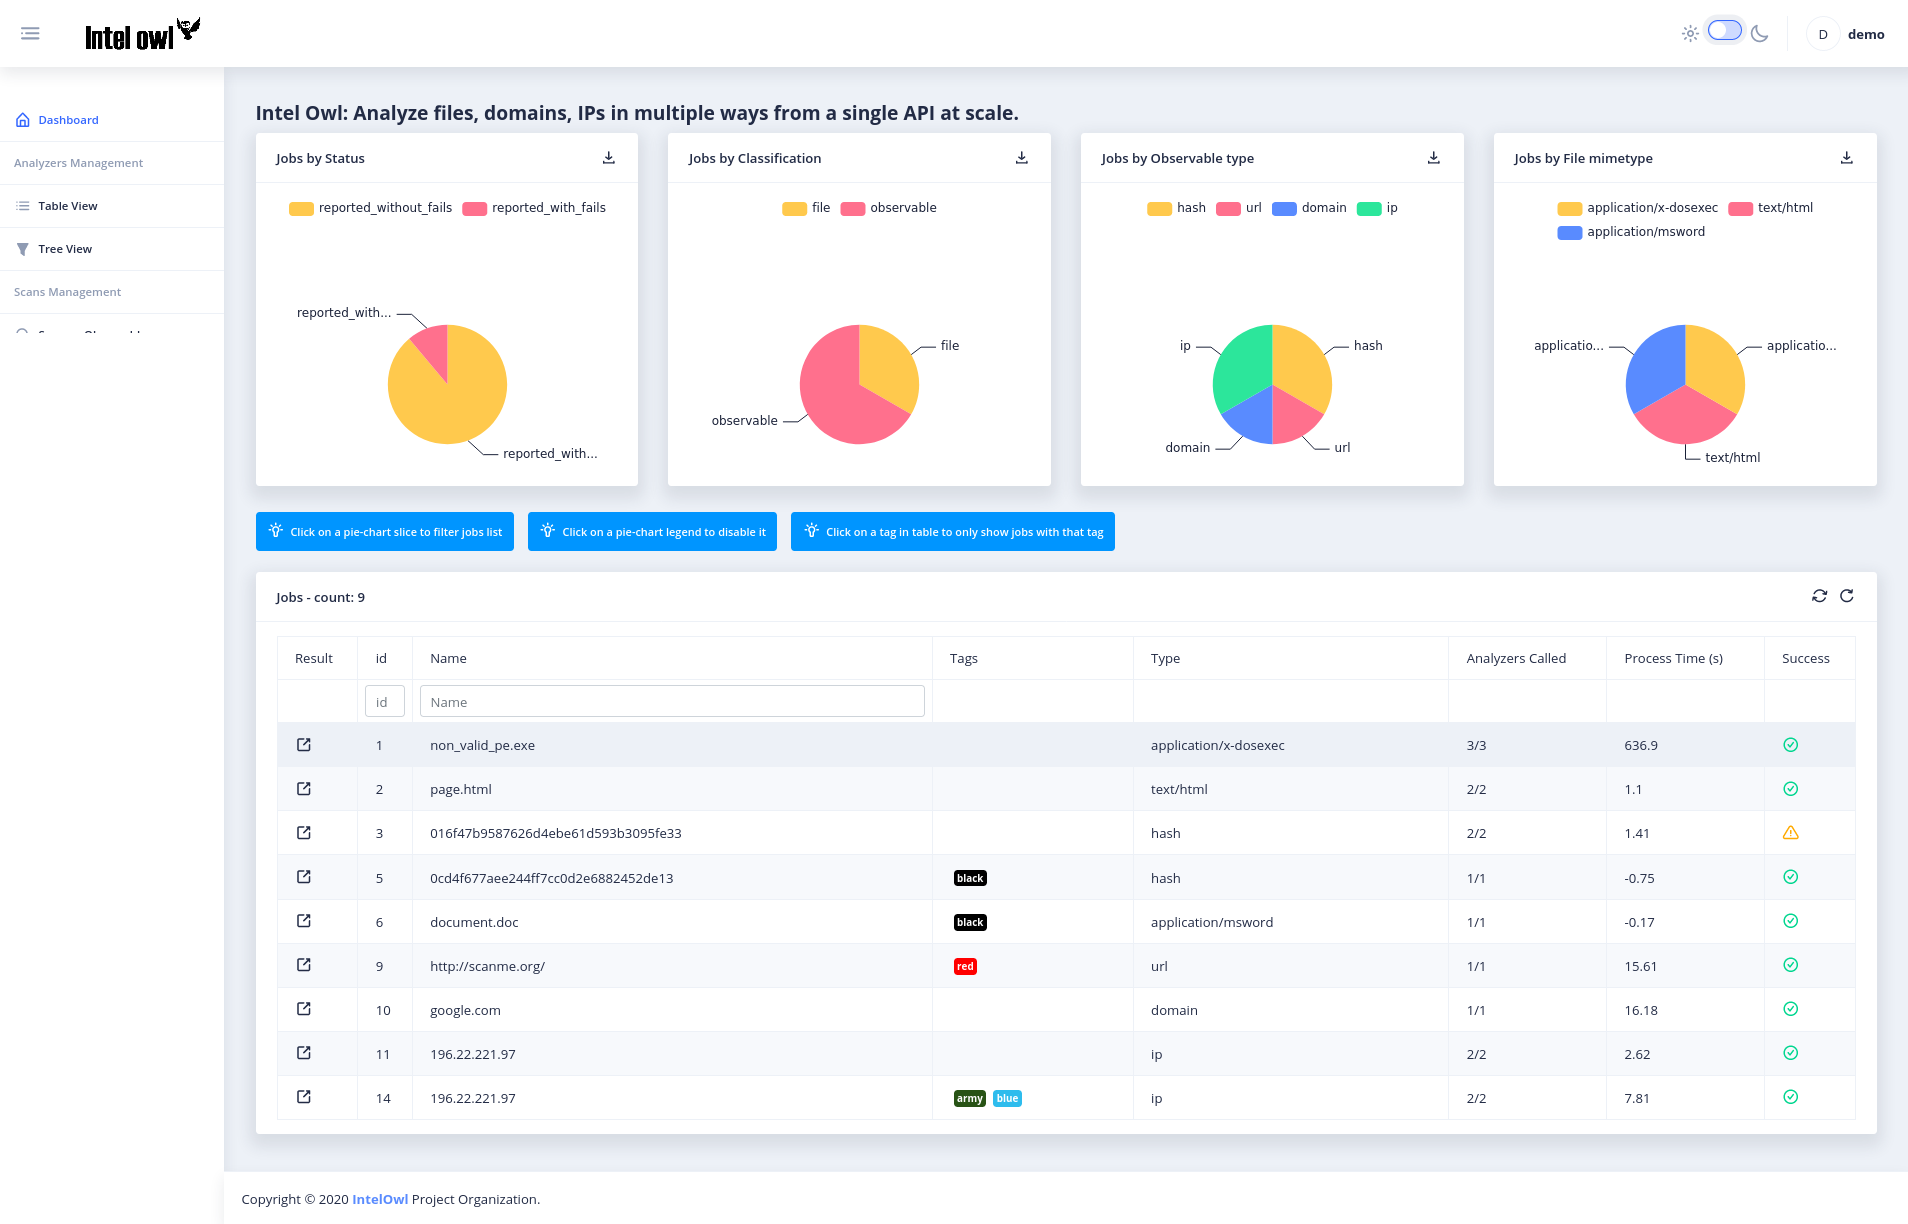 Intel owl
D demo
Dashboard
Analyzers Management
Table View
Tree View
Scans Management
Intel Owl: Analyze files, domains, IPs in multiple ways from a single API at scale.
Jobs by Status
reported_without_fails reported_with_fails
reported_with...
reported_with...
Jobs by Classification
file observable
file
observable
Jobs by Observable type
hash url domain ip
ip
hash
domain
url
Jobs by File mimetype
application/x-dosexec text/html
application/msword
applicatio...
applicatio...
text/html
Click on a pie-chart slice to filter jobs list
Click on a pie-chart legend to disable it
Click on a tag in table to only show jobs with that tag
Jobs - count: 9
Result id Name Tags Type Analyzers Called Process Time (s) Success
id Name
1 non_valid_pe.exe application/x-dosexec 3/3 636.9
2 page.html text/html 2/2 1.1
3 016f47b9587626d4ebe61d593b3095fe33 hash 2/2 1.41
5 0cd4f677aee244ff7cc0d2e6882452de13 black hash 1/1 -0.75
6 document.doc black application/msword 1/1 -0.17
9 http://scanme.org/ red url 1/1 15.61
10 google.com domain 1/1 16.18
11 196.22.221.97 ip 2/2 2.62
14 196.22.221.97 army blue ip 2/2 7.81
Copyright © 2020 IntelOwl Project Organization.